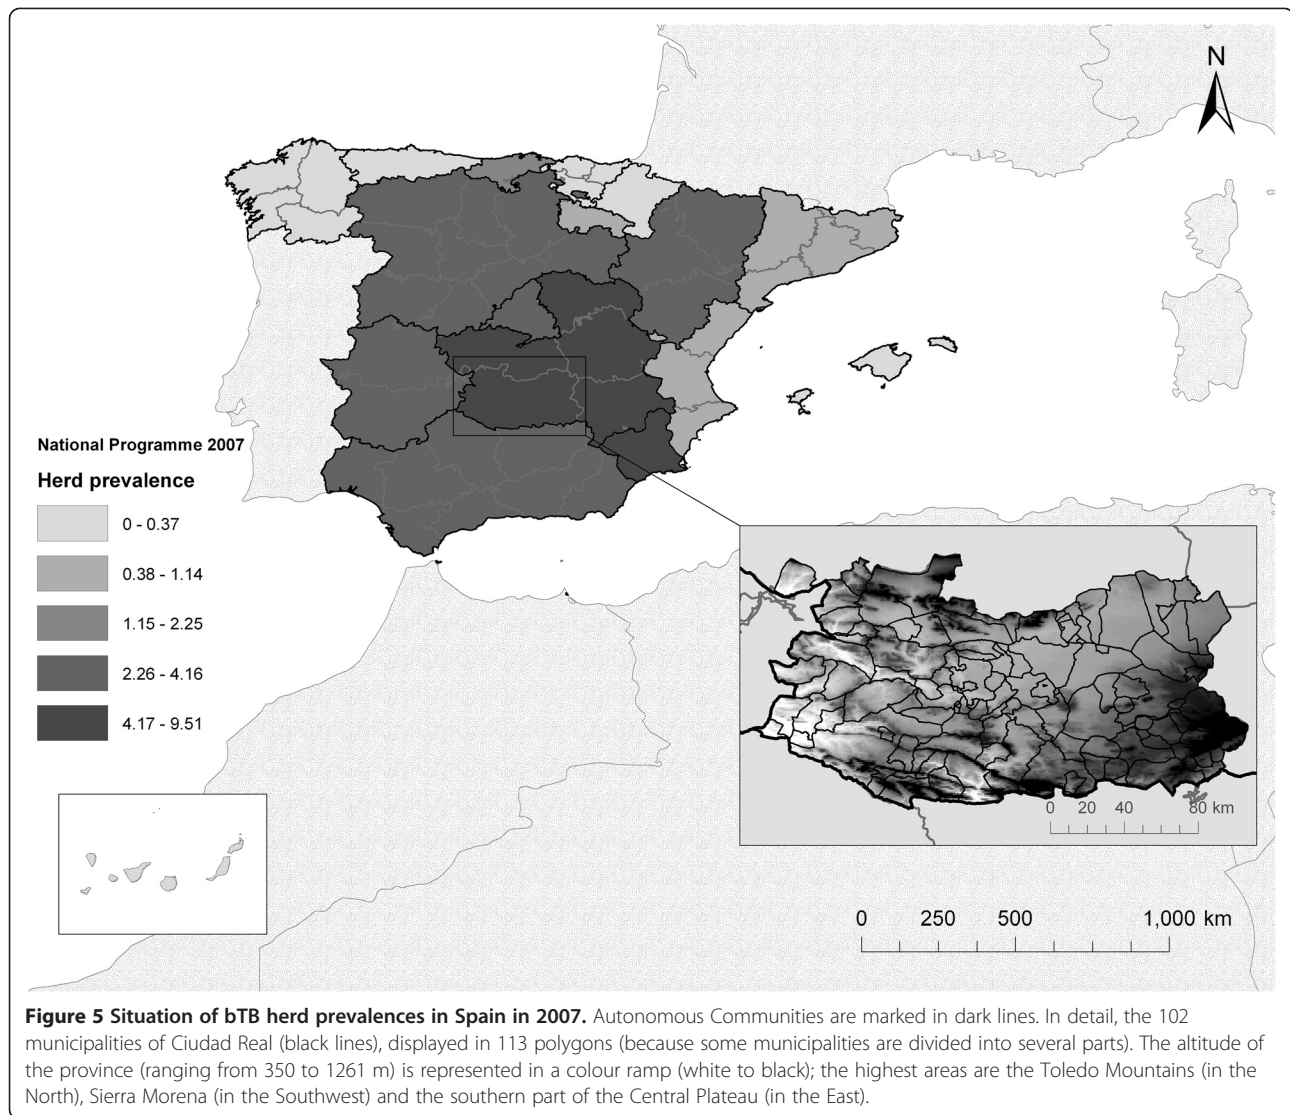 N
National Programme 2007
Herd prevalence
0 - 0.37
0.38 - 1.14
1.15 - 2.25
2.26 - 4.16
4.17 - 9.51
0 20 40 80 km
0 250 500 1,000 km
Figure 5 Situation of bTB herd prevalences in Spain in 2007. Autonomous Communities are marked in dark lines. In detail, the 102
municipalities of Ciudad Real (black lines), displayed in 113 polygons (because some municipalities are divided into several parts). The altitude of
the province (ranging from 350 to 1261 m) is represented in a colour ramp (white to black); the highest areas are the Toledo Mountains (in the
North), Sierra Morena (in the Southwest) and the southern part of the Central Plateau (in the East).